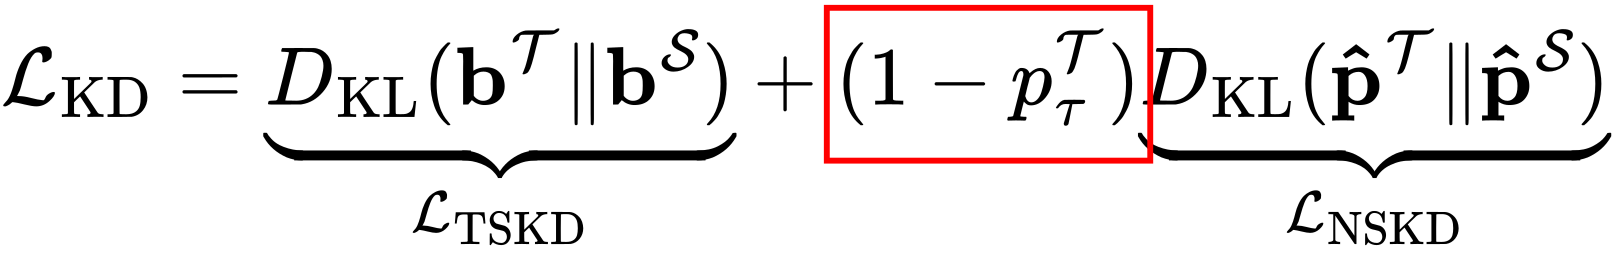 𝓛_KD = D_KL(𝐛^𝒯 ∥ 𝐛^𝒮) + (1 − p_τ^𝒯) D_KL(𝐩̂^𝒯 ∥ 𝐩̂^𝒮)
𝓛_TSKD 𝓛_NSKD